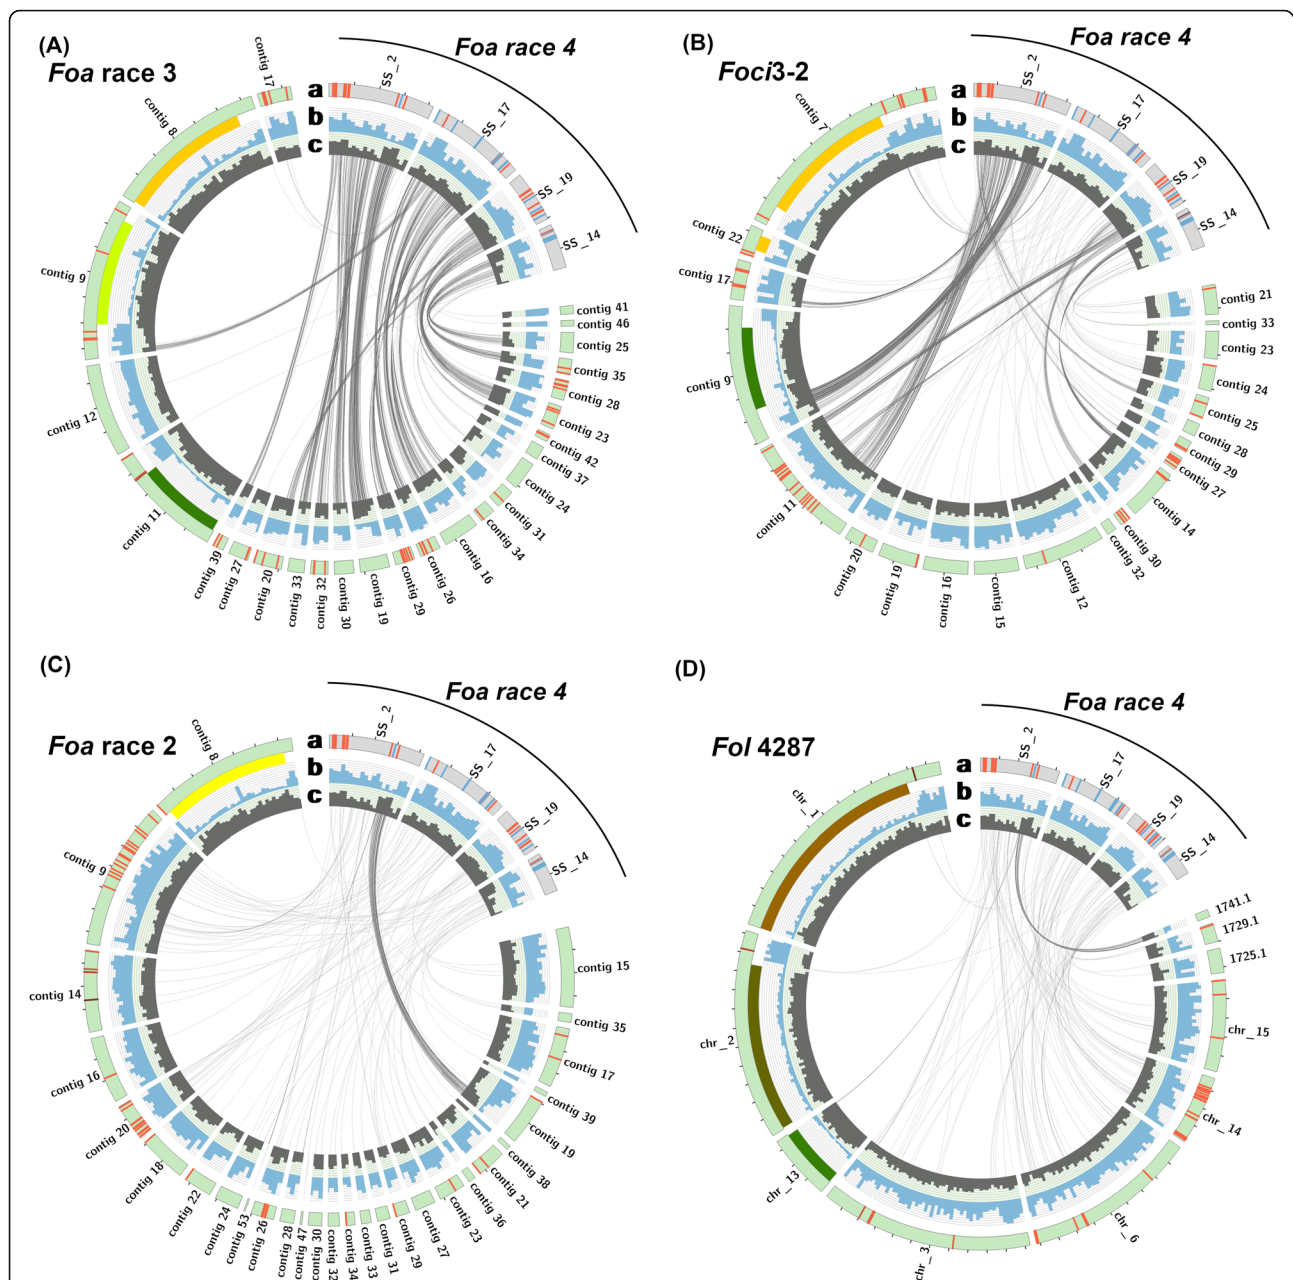 (A)
Foa race 3
Foa race 4
a
b
c
SS_2
SS_17
SS_19
SS_14
contig 41
contig 46
contig 25
contig 35
contig 28
contig 23
contig 42
contig 37
contig 24
contig 31
contig 34
contig 16
contig 26
contig 29
contig 19
contig 30
contig 32
contig 33
contig 20
contig 27
contig 39
contig 11
contig 12
contig 9
contig 8
contig 17
(B)
Foci3-2
Foa race 4
a
b
c
SS_2
SS_17
SS_19
SS_14
contig 21
contig 33
contig 23
contig 24
contig 25
contig 28
contig 29
contig 27
contig 14
contig 30
contig 32
contig 12
contig 15
contig 16
contig 19
contig 20
contig 11
contig 9
contig 17
contig 22
contig 7
(C)
Foa race 2
Foa race 4
a
b
c
SS_2
SS_17
SS_19
SS_14
contig 15
contig 35
contig 17
contig 39
contig 19
contig 38
contig 21
contig 36
contig 23
contig 27
contig 29
contig 31
contig 33
contig 34
contig 32
contig 30
contig 47
contig 28
contig 26
contig 53
contig 24
contig 22
contig 18
contig 20
contig 16
contig 14
contig 9
contig 8
(D)
Fol 4287
Foa race 4
a
b
c
SS_2
SS_17
SS_19
SS_14
1741.1
1729.1
1725.1
chr_15
chr_14
chr_6
chr_3
chr_13
chr_2
chr_1